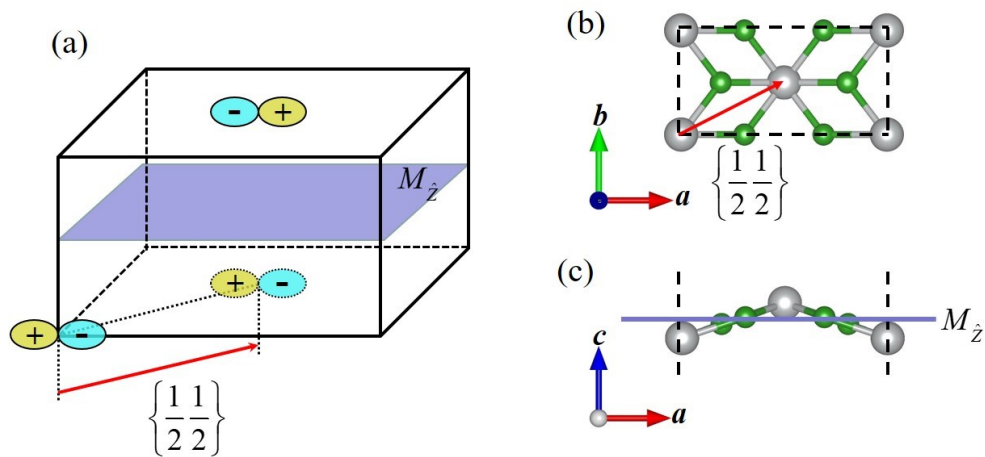 (a)
- +
M_ẑ
+ -
+ -
{1/2 1/2}
(b)
b
a
{1/2 1/2}
(c)
M_ẑ
c
a